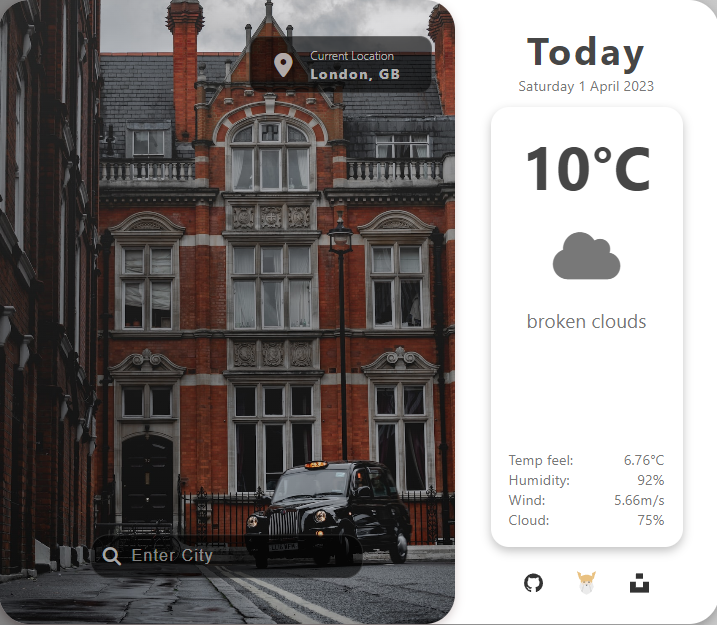 Current Location
London, GB
Enter City
Today
Saturday 1 April 2023
10°C
broken clouds
Temp feel: 6.76°C
Humidity: 92%
Wind: 5.66m/s
Cloud: 75%